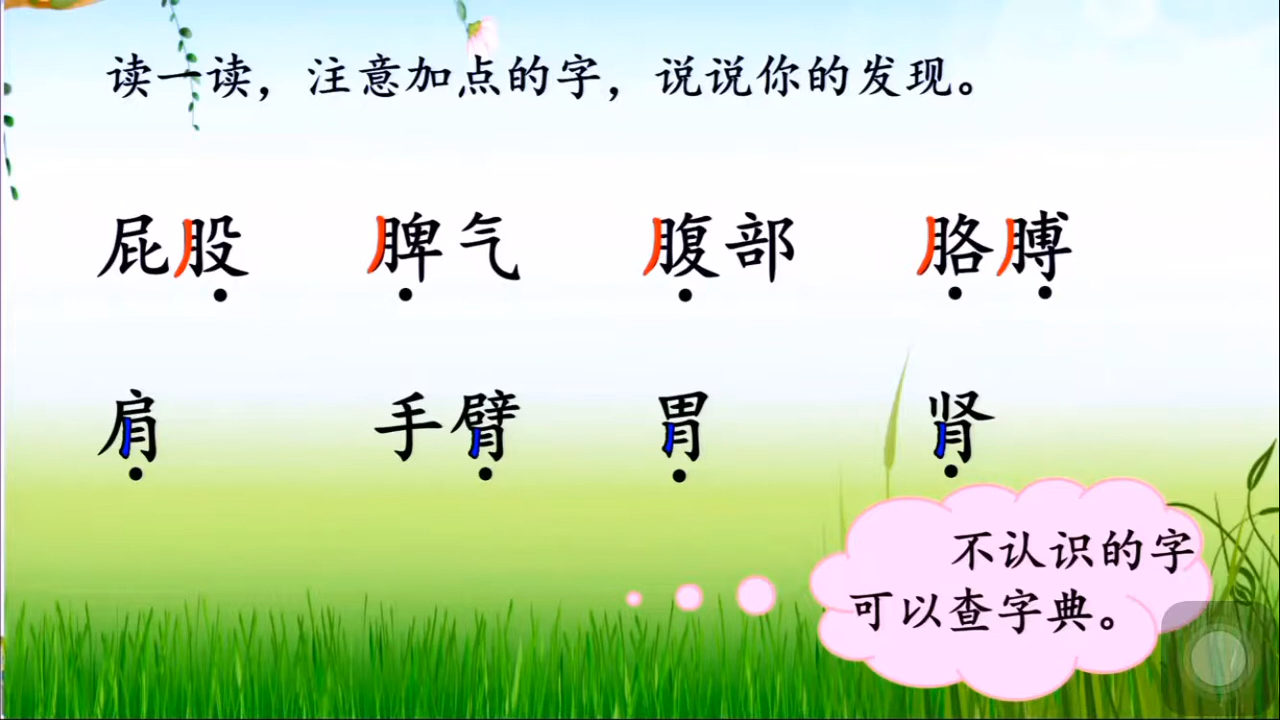 读一读，注意加点的字，说说你的发现。
屁股 脾气 腹部 胳膊
肩 手臂 胃 肾
不认识的字
可以查字典。